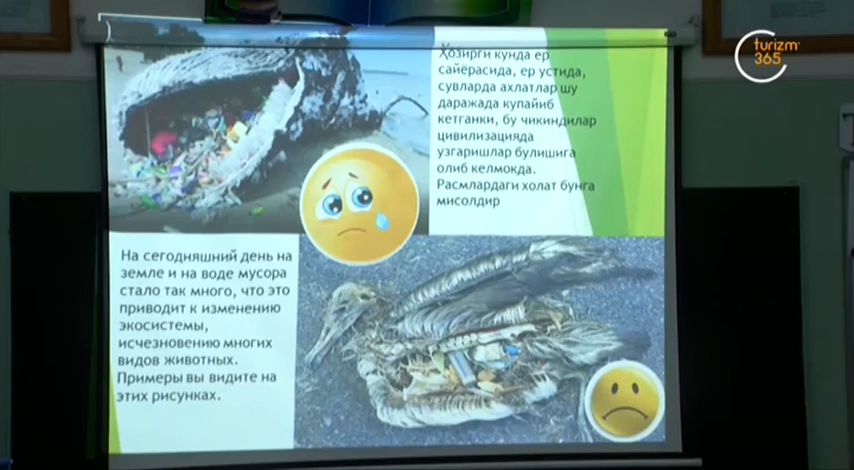 turizm
365
Ҳозирги кунда ер
сайёрасида, ер устида,
сувларда ахлатлар шу
даражада купайиб
кетганки, бу чикиндилар
цивилизацияда
узгаришлар булишига
олиб келмокда.
Расмлардаги холат бунга
мисолдир
На сегодняшний день на
земле и на воде мусора
стало так много, что это
приводит к изменению
экосистемы,
исчезновению многих
видов животных.
Примеры вы видите на
этих рисунках.